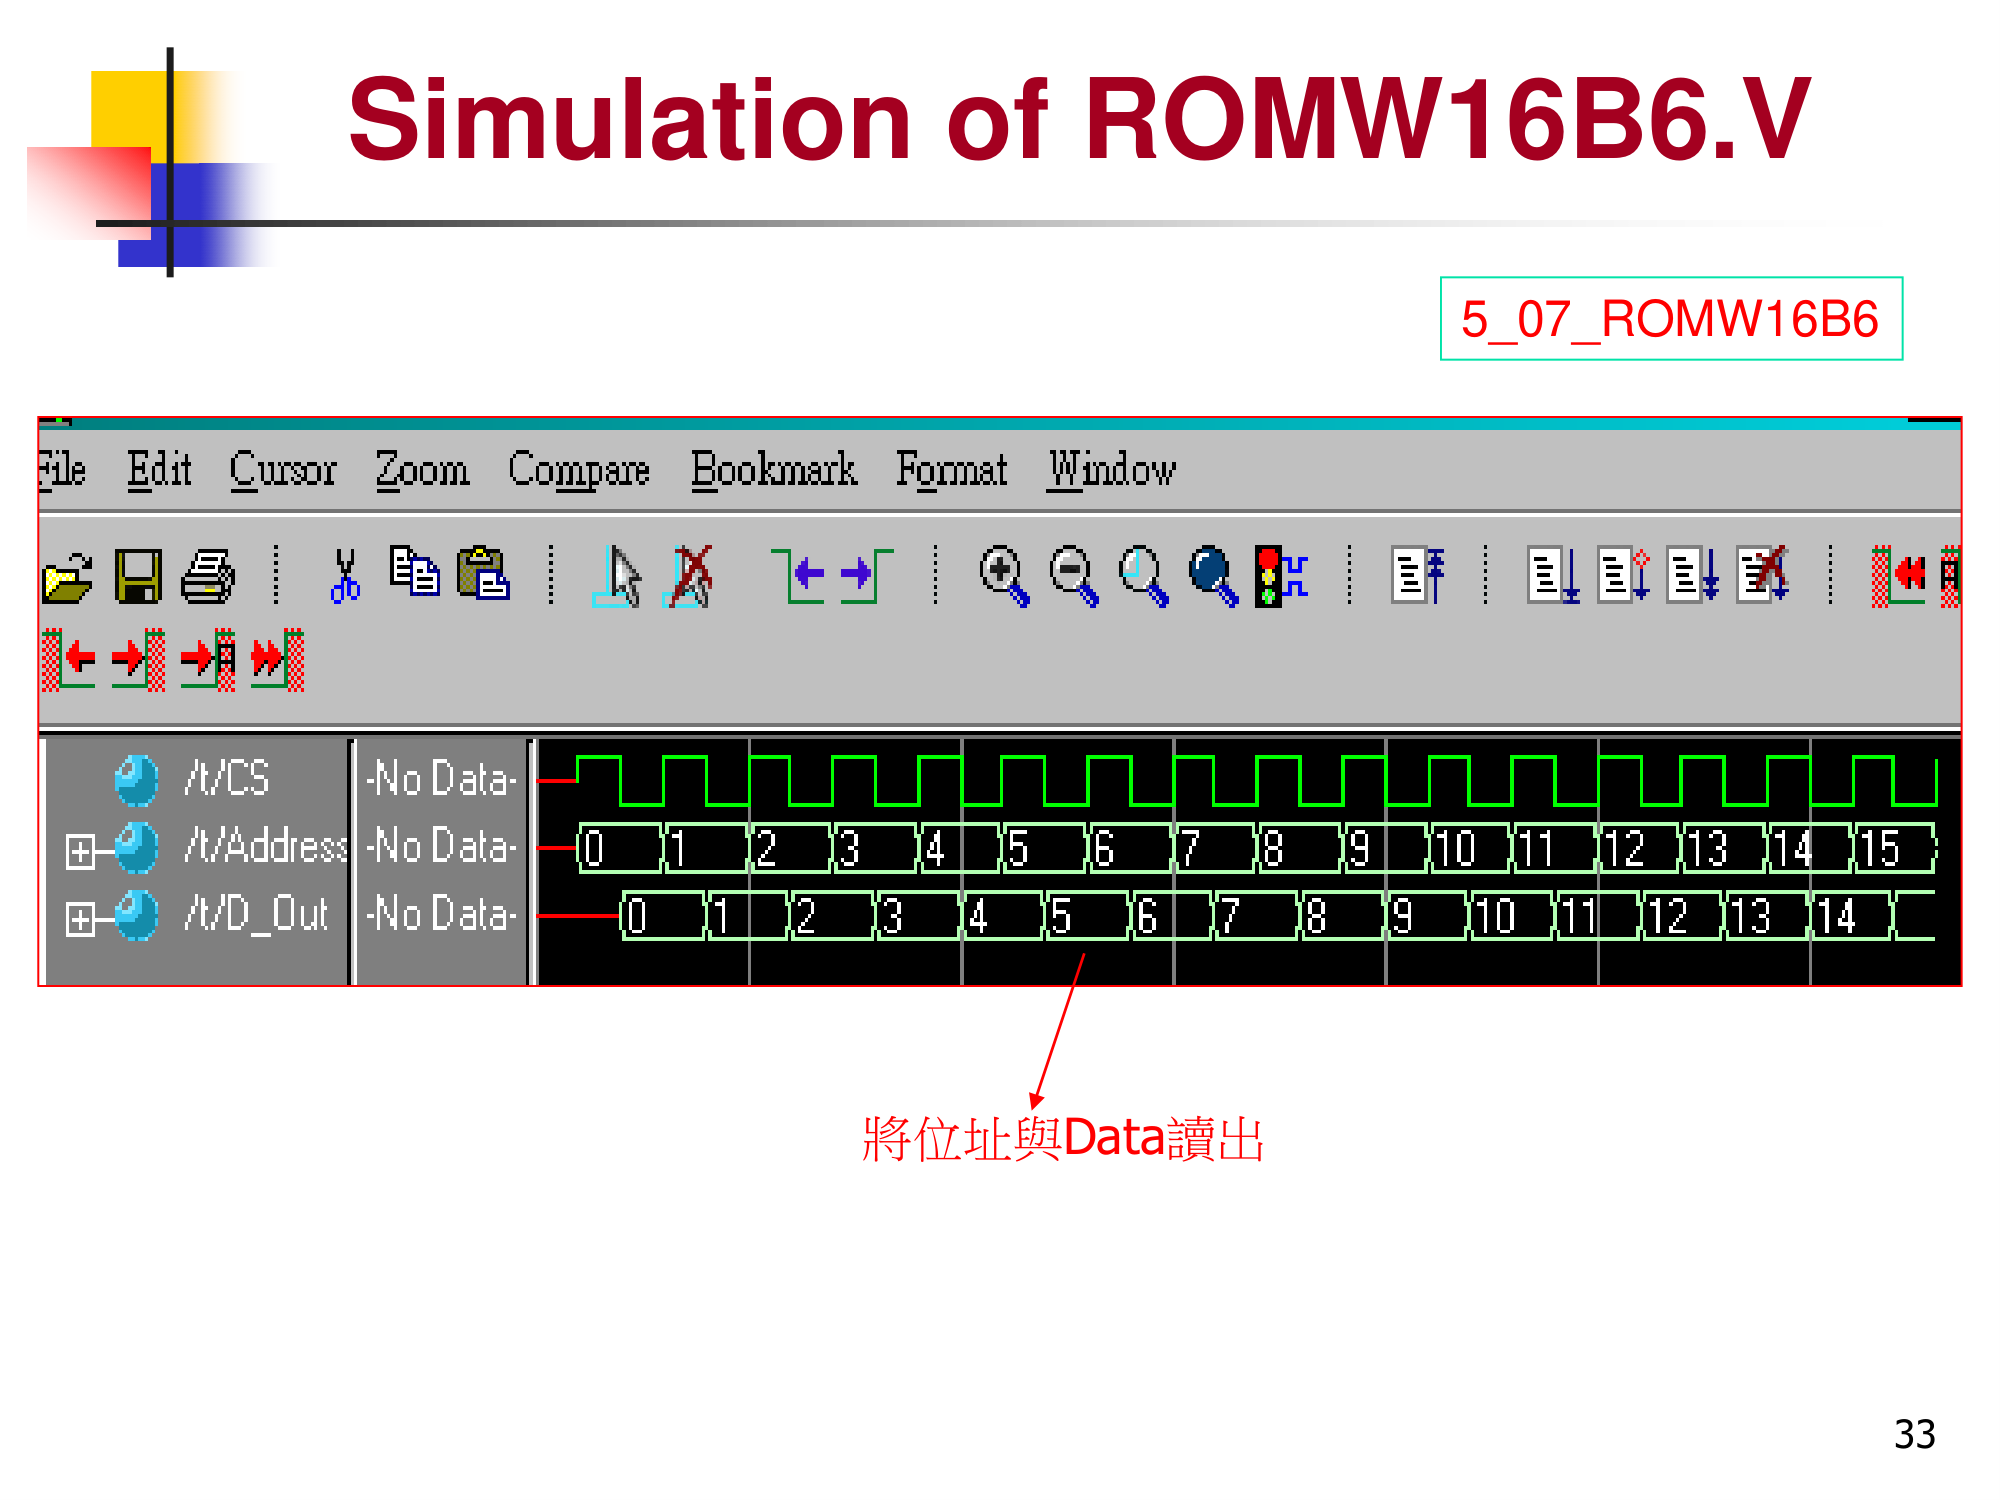 Simulation of ROMW16B6.V
5_07_ROMW16B6
File Edit Cursor Zoom Compare Bookmark Format Window
/t/CS -No Data-
/t/Address -No Data- 0 1 2 3 4 5 6 7 8 9 10 11 12 13 14 15
/t/D_Out -No Data- 0 1 2 3 4 5 6 7 8 9 10 11 12 13 14
將位址與Data讀出
33